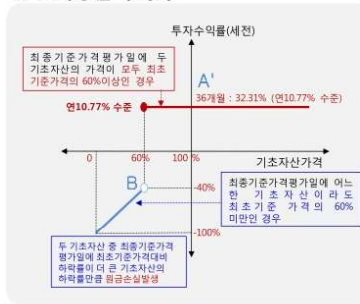 투자수익률(세전)
최종기준가격평가일에 두
기초자산의 가격이 모두 최초
기준가격의 60%이상인 경우
A'
36개월 : 32.31% (연10.77% 수준)
연10.77% 수준
0
60%
100 %
기초자산가격
B
-40%
최종기준가격평가일에 어느
한 기초자산이라도
최초기준 가격의 60%
미만인 경우
-100%
두 기초자산 중 최종기준가격
평가일에 최초기준가격대비
하락률이 더 큰 기초자산의
하락률만큼 원금손실발생